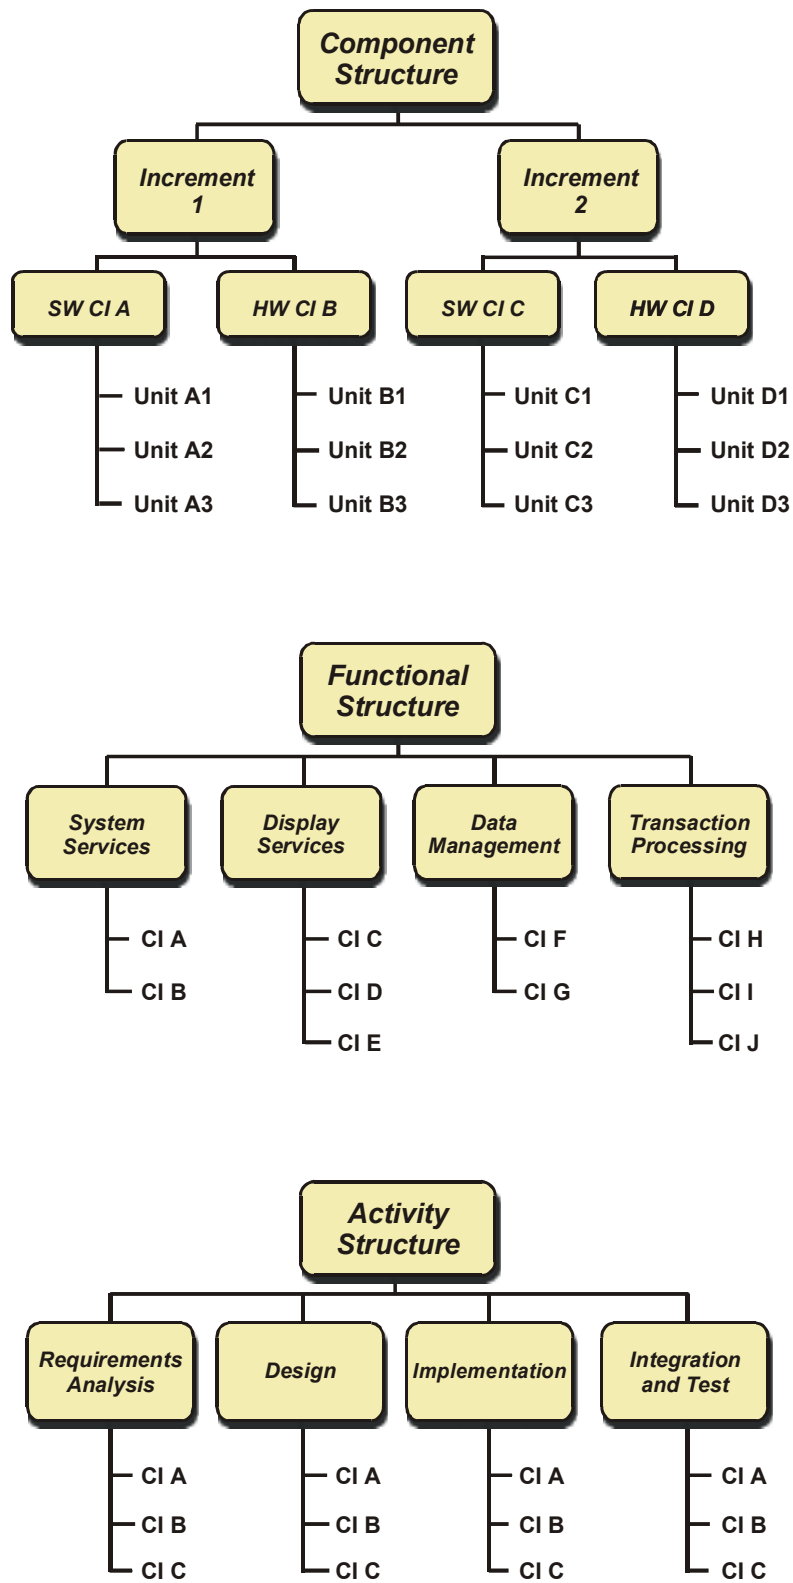 Component
Structure
Increment
1
Increment
2
SW CI A
HW CI B
SW CI C
HW CI D
Unit A1
Unit B1
Unit C1
Unit D1
Unit A2
Unit B2
Unit C2
Unit D2
Unit A3
Unit B3
Unit C3
Unit D3
Functional
Structure
System
Services
Display
Services
Data
Management
Transaction
Processing
CI A
CI C
CI F
CI H
CI B
CI D
CI G
CI I
CI E
CI J
Activity
Structure
Requirements
Analysis
Design
Implementation
Integration
and Test
CI A
CI A
CI A
CI A
CI B
CI B
CI B
CI B
CI C
CI C
CI C
CI C